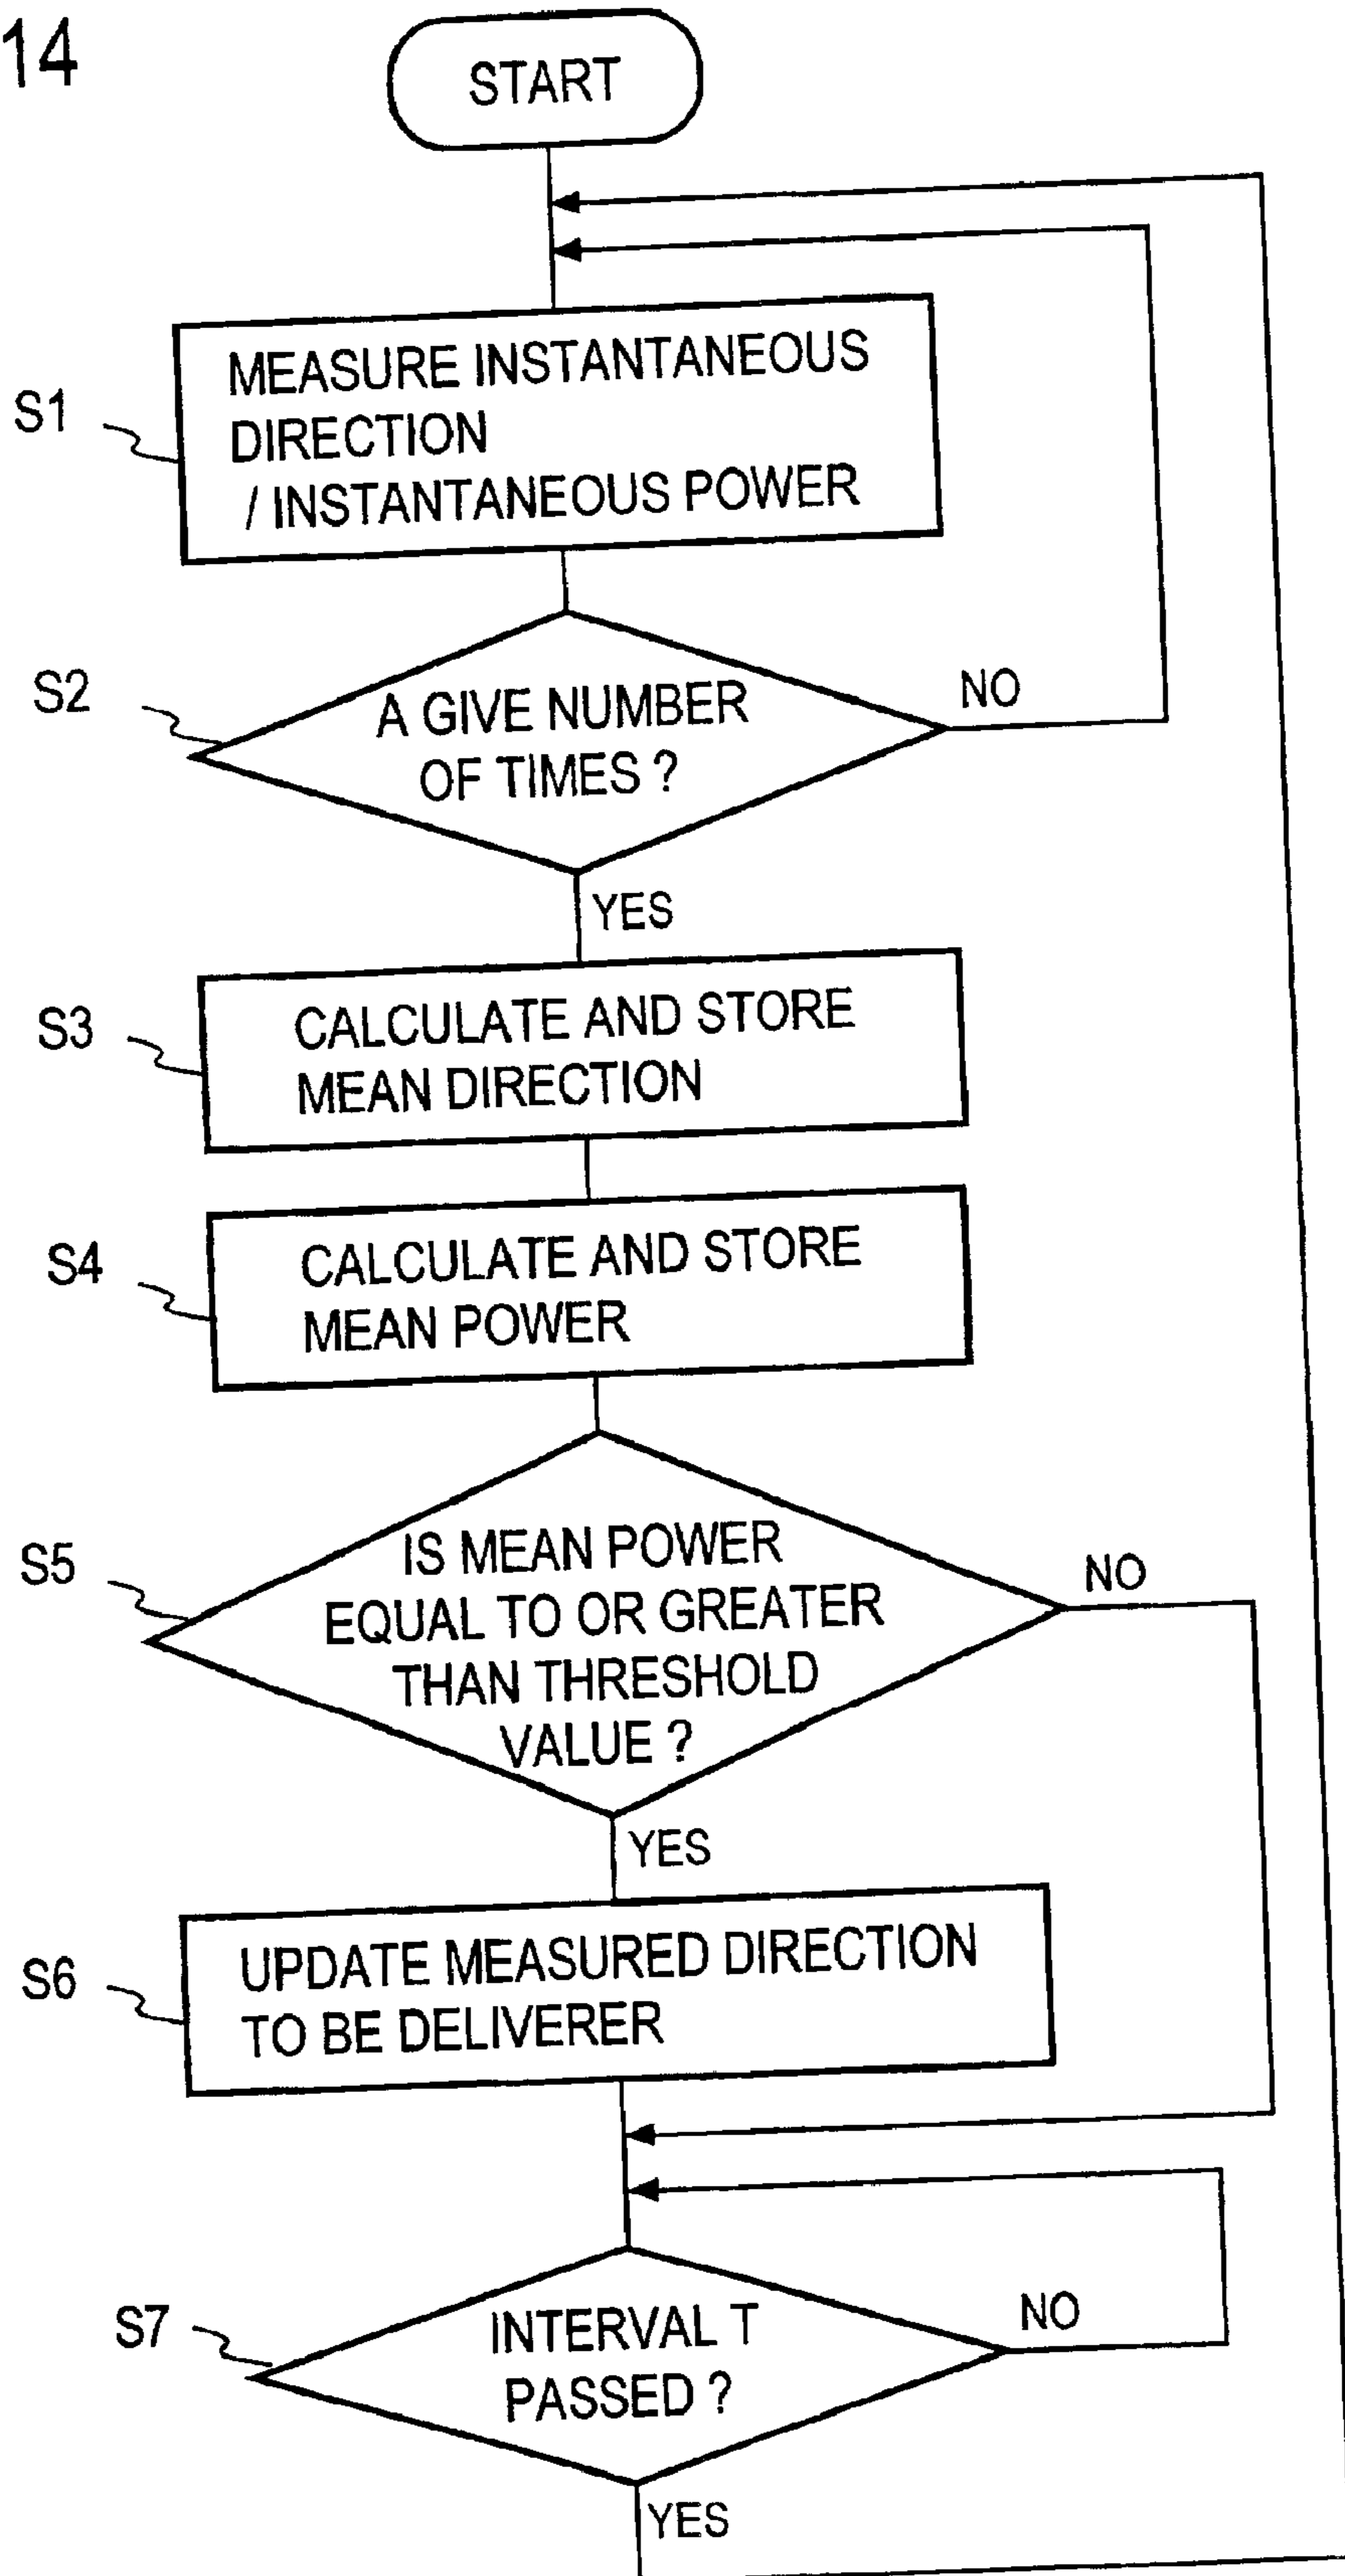 14
START
S1
MEASURE INSTANTANEOUS
DIRECTION
/ INSTANTANEOUS POWER
S2
A GIVE NUMBER
OF TIMES ?
NO
YES
S3
CALCULATE AND STORE
MEAN DIRECTION
S4
CALCULATE AND STORE
MEAN POWER
S5
IS MEAN POWER
EQUAL TO OR GREATER
THAN THRESHOLD
VALUE ?
NO
YES
S6
UPDATE MEASURED DIRECTION
TO BE DELIVERER
S7
INTERVAL T
PASSED ?
NO
YES